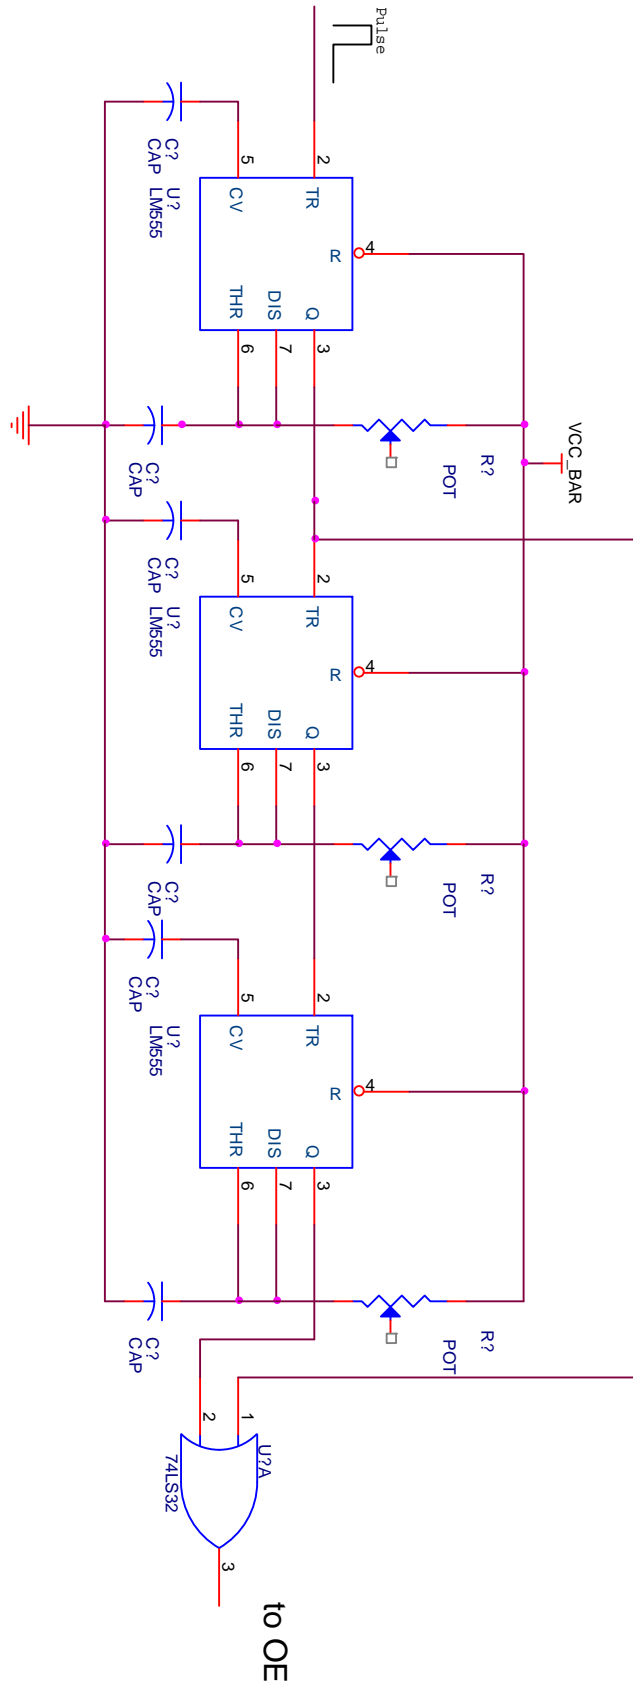 Pulse
C?
CAP
U?
LM555
5
2
CV
TR
R
4
THR
DIS
Q
6
7
3
C?
CAP
R?
POT
VCC_BAR
C?
CAP
U?
LM555
5
2
CV
TR
R
4
THR
DIS
Q
6
7
3
C?
CAP
R?
POT
C?
CAP
U?
LM555
5
2
CV
TR
R
4
THR
DIS
Q
6
7
3
C?
CAP
R?
POT
2
1
U?A
74LS32
3
to OE